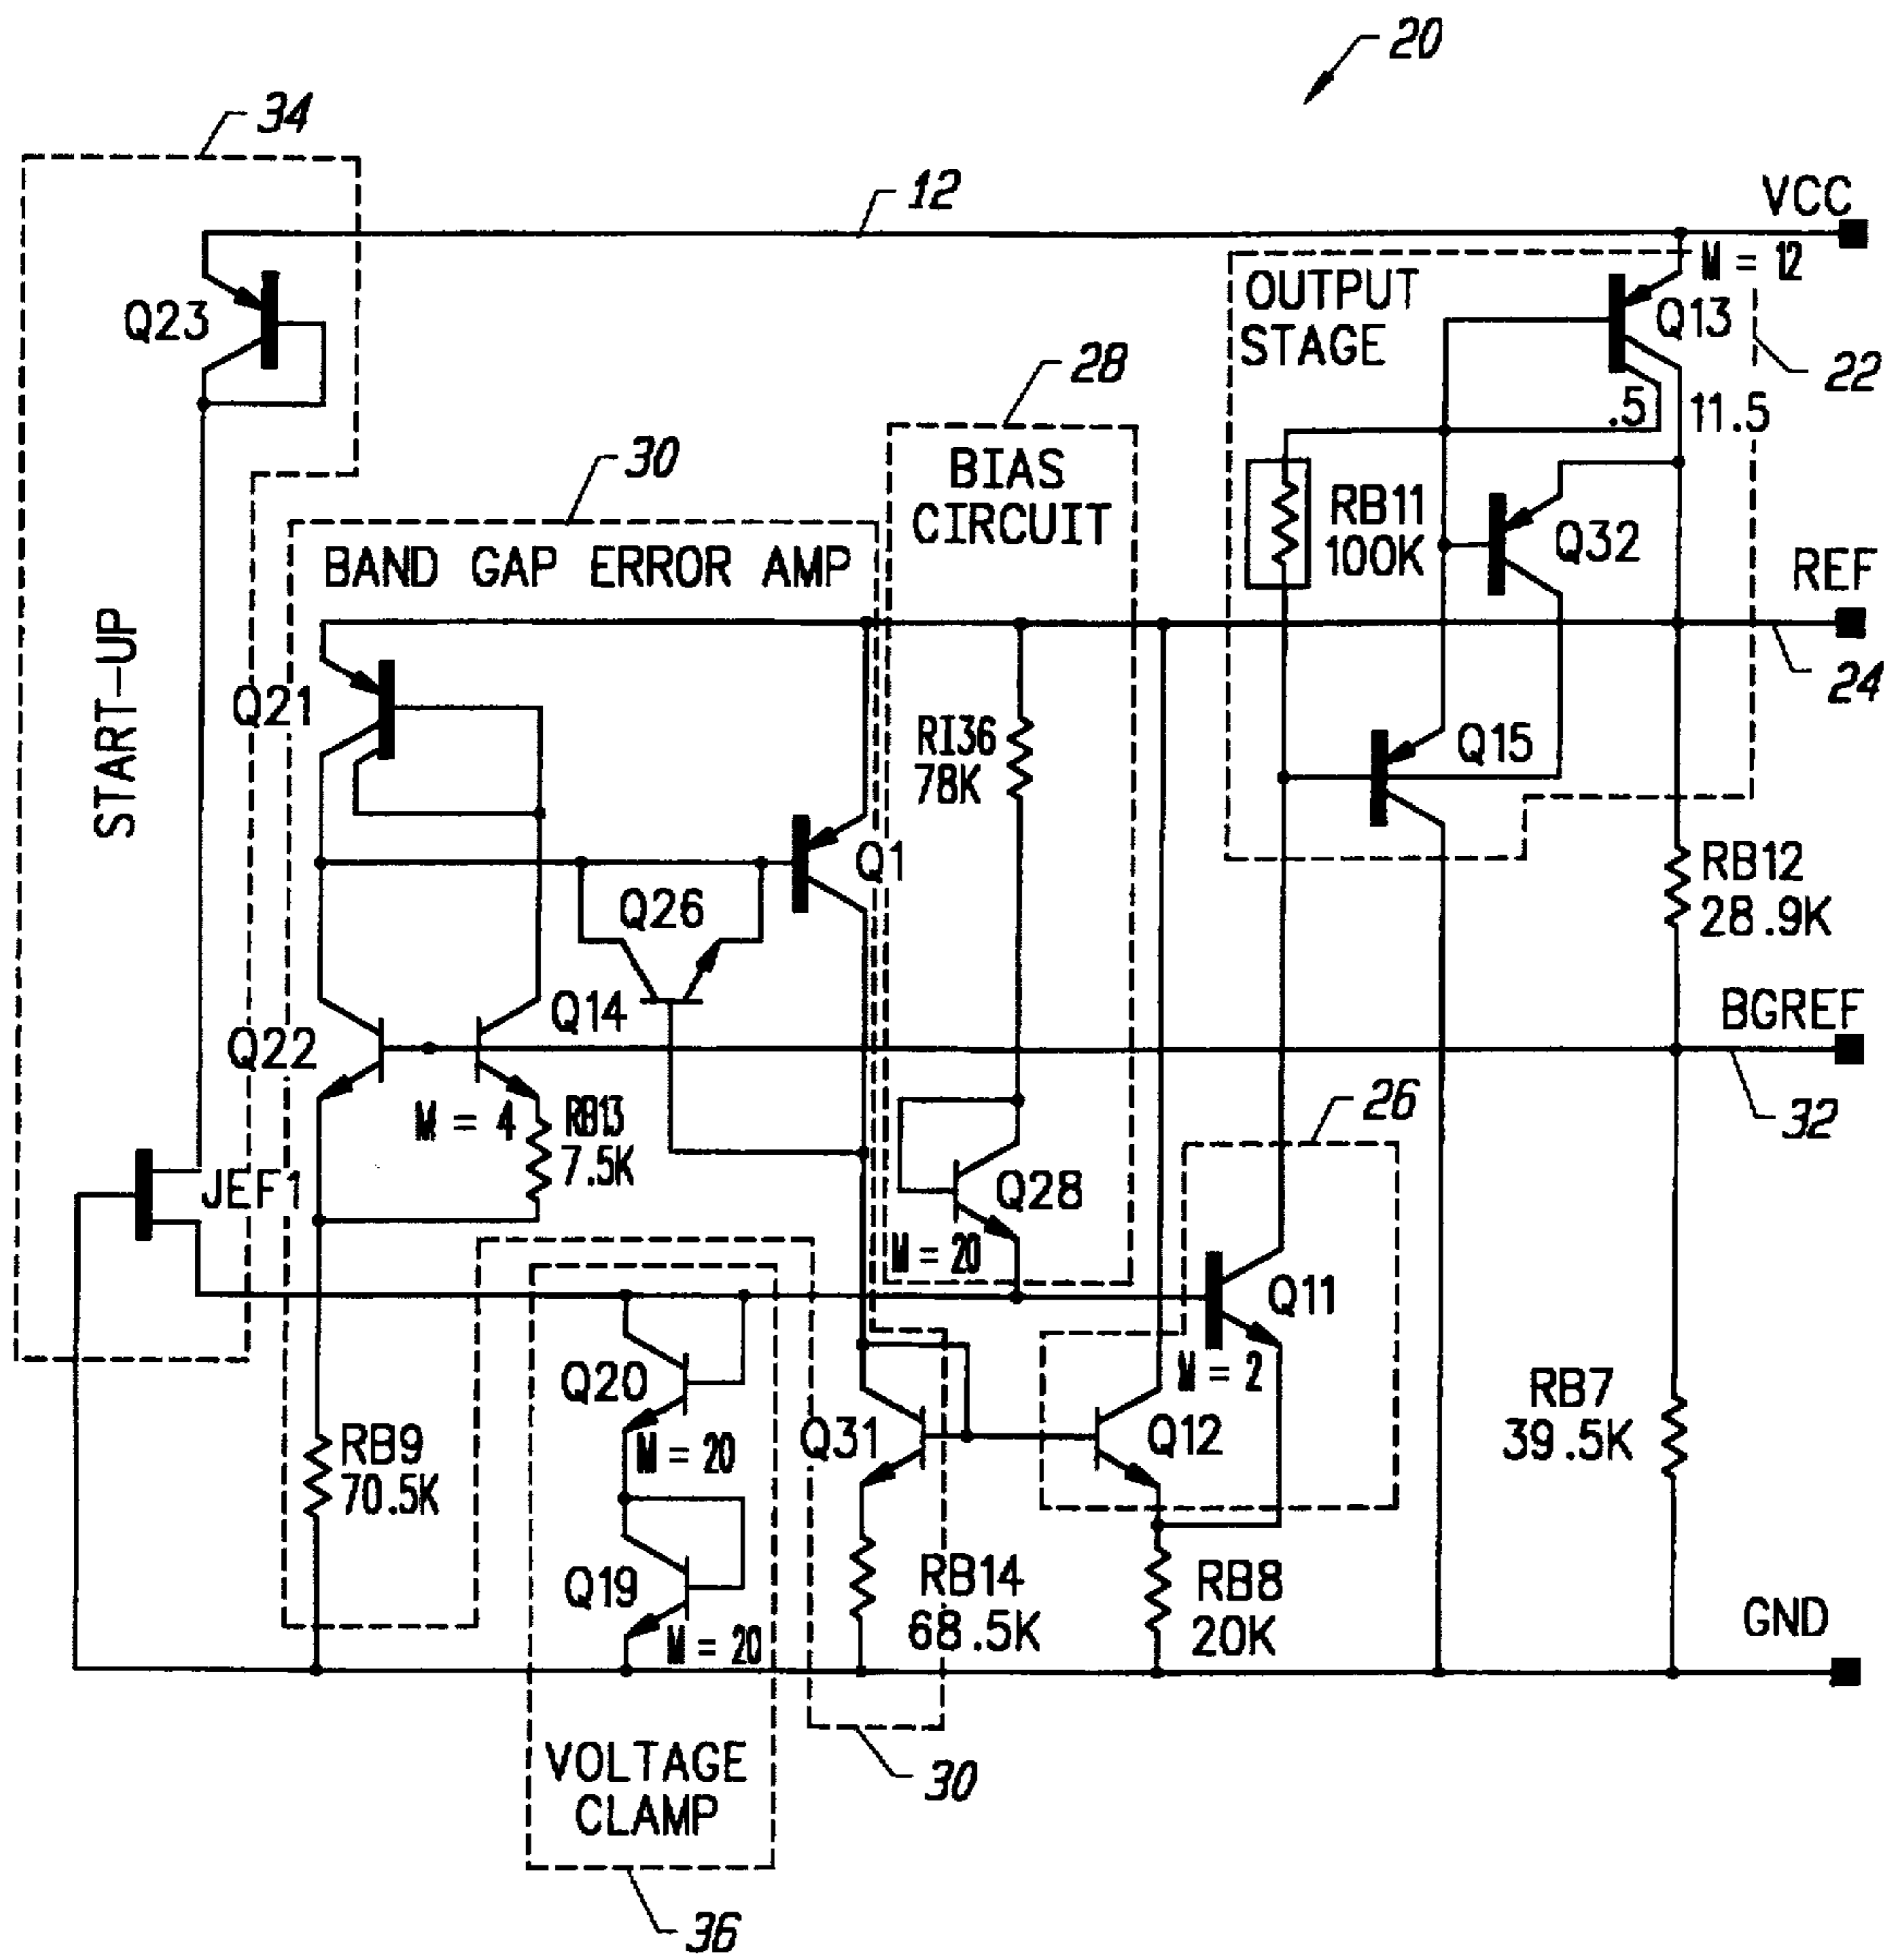 20
34
12
VCC
M = 12
OUTPUT
STAGE
Q13
Q23
22
28
.5
11.5
30
BIAS
CIRCUIT
RB11
100K
Q32
BAND GAP ERROR AMP
REF
START-UP
24
Q21
RI36
78K
Q15
Q1
RB12
28.9K
Q26
Q14
BGREF
Q22
M = 4
RB13
7.5K
26
32
JEF1
Q28
M = 20
Q11
M = 2
Q20
Q31
Q12
RB7
39.5K
RB9
70.5K
M = 20
Q19
RB14
68.5K
RB8
20K
M = 20
GND
VOLTAGE
CLAMP
30
36